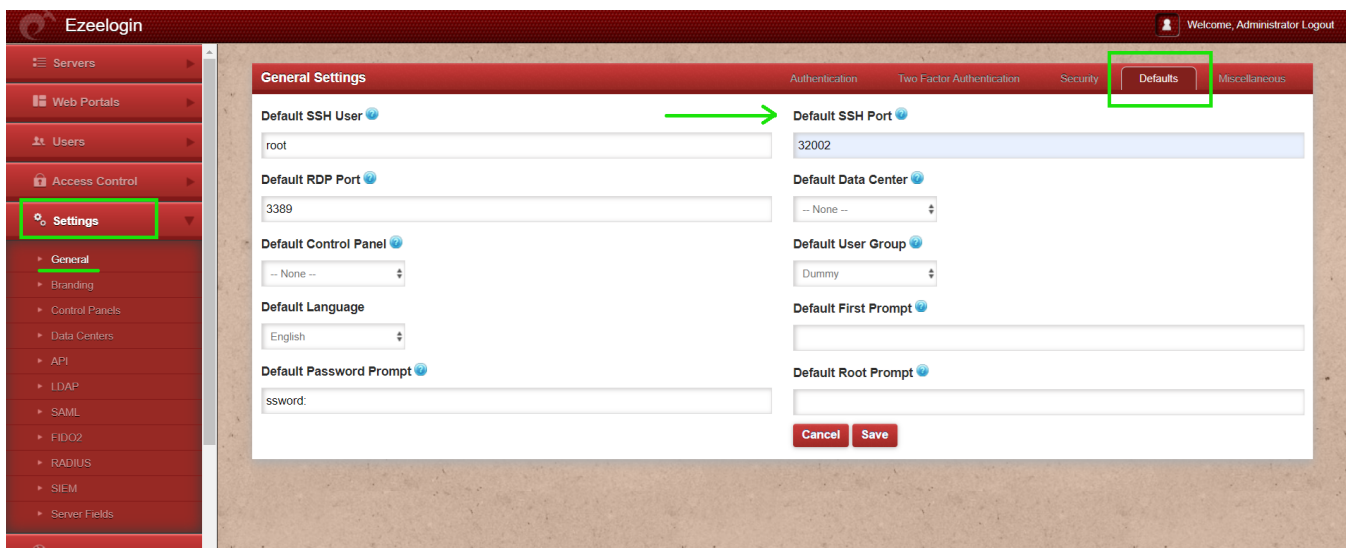 Ezeelogin
Welcome, Administrator Logout
Servers
Web Portals
Users
Access Control
Settings
General
Branding
Control Panels
Data Centers
API
LDAP
SAML
FIDO2
RADIUS
SIEM
Server Fields
General Settings
Authentication Two Factor Authentication Security Defaults Miscellaneous
Default SSH User
root
Default SSH Port
32002
Default RDP Port
3389
Default Data Center
-- None --
Default Control Panel
-- None --
Default User Group
Dummy
Default Language
English
Default First Prompt
Default Password Prompt
ssword:
Default Root Prompt
Cancel Save